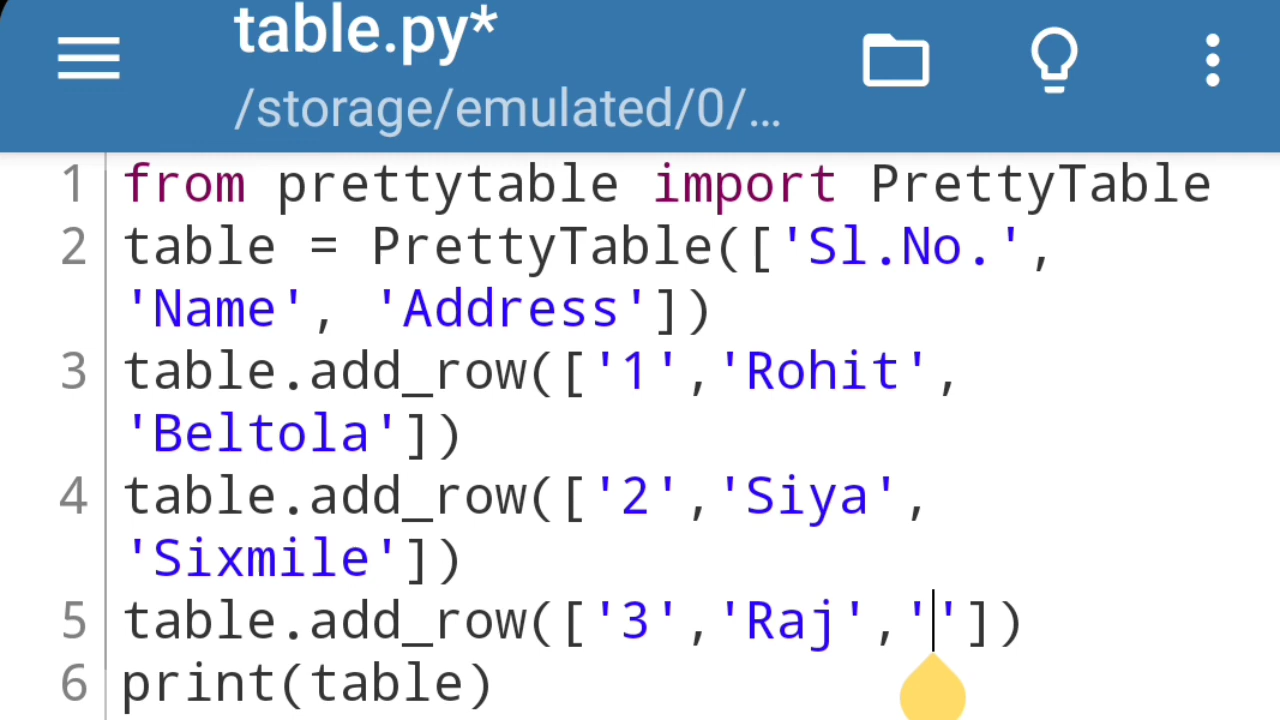 table.py*
/storage/emulated/0/…
1 from prettytable import PrettyTable
2 table = PrettyTable(['Sl.No.',
'Name', 'Address'])
3 table.add_row(['1','Rohit',
'Beltola'])
4 table.add_row(['2','Siya',
'Sixmile'])
5 table.add_row(['3','Raj',''])
6 print(table)